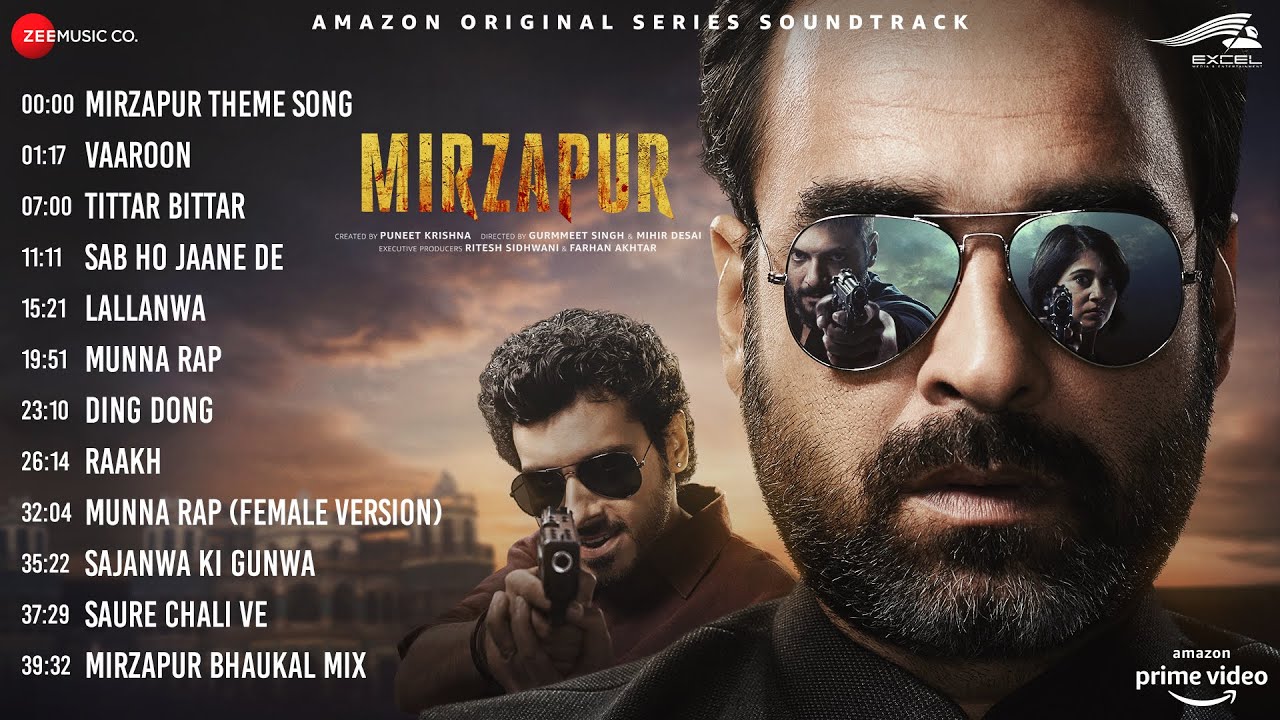 ZEE MUSIC CO.
AMAZON ORIGINAL SERIES SOUNDTRACK
EXCEL
MEDIA & ENTERTAINMENT
00:00 MIRZAPUR THEME SONG
01:17 VAAROON
07:00 TITTAR BITTAR
11:11 SAB HO JAANE DE
15:21 LALLANWA
19:51 MUNNA RAP
23:10 DING DONG
26:14 RAAKH
32:04 MUNNA RAP (FEMALE VERSION)
35:22 SAJANWA KI GUNWA
37:29 SAURE CHALI VE
39:32 MIRZAPUR BHAUKAL MIX
MIRZAPUR
CREATED BY PUNEET KRISHNA DIRECTED BY GURMMEET SINGH & MIHIR DESAI
EXECUTIVE PRODUCERS RITESH SIDHWANI & FARHAN AKHTAR
amazon
prime video